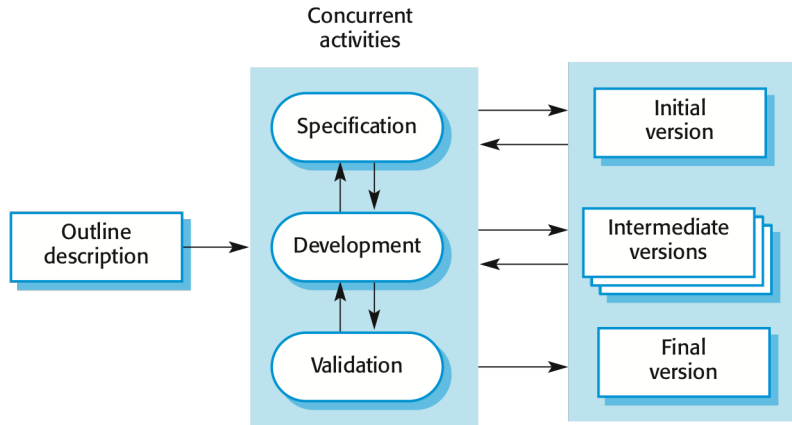 Concurrent
activities
Specification
Initial
version
Outline
description
Development
Intermediate
versions
Validation
Final
version